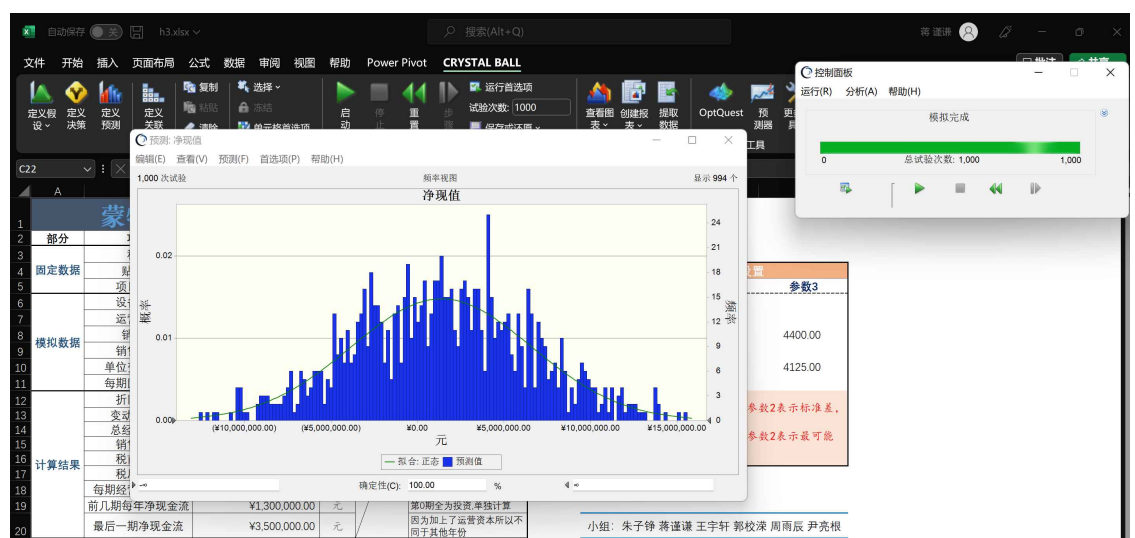 自动保存 关 h3.xlsx 搜索(Alt+Q) 蒋 谨谦
文件 开始 插入 页面布局 公式 数据 审阅 视图 帮助 Power Pivot CRYSTAL BALL
定义假设 定义决策 定义预测 定义关联
复制 粘贴 清除
选择 冻结 单元格首选项
启动 停止 重置 步骤
运行首选项
试验次数: 1000
保存或还原
查看图表 创建报表 提取数据 OptQuest 预测器
工具
控制面板
运行(R) 分析(A) 帮助(H)
模拟完成
0 总试验次数: 1,000 1,000
C22
预测: 净现值
编辑(E) 查看(V) 预测(F) 首选项(P) 帮助(H)
1,000 次试验 频率视图 显示 994 个
净现值
概率
0.02
0.01
0.00
频率
24
21
18
15
12
9
6
3
0
(¥10,000,000.00) (¥5,000,000.00) ¥0.00 ¥5,000,000.00 ¥10,000,000.00 ¥15,000,000.00
元
拟合: 正态 预测值
-∞ 确定性(C): 100.00 % ∞
A
1
2 部分
3
4 固定数据
5
6
7
8
9 模拟数据
10 单位
11 每期
12
13
14
15
16 计算结果
17
18 每期经
19 前几期每年净现金流 ¥1,300,000.00 元 第0期全为投资,单独计算
20 最后一期净现金流 ¥3,500,000.00 元 因为加上了运营资本所以不同于其他年份
参数3
4400.00
4125.00
参数2表示标准差,
参数2表示最可能
小组: 朱子铮 蒋谨谦 王宇轩 郭校滦 周雨辰 尹亮根